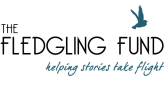 THE
FLEDGLING FUND
helping stories take flight